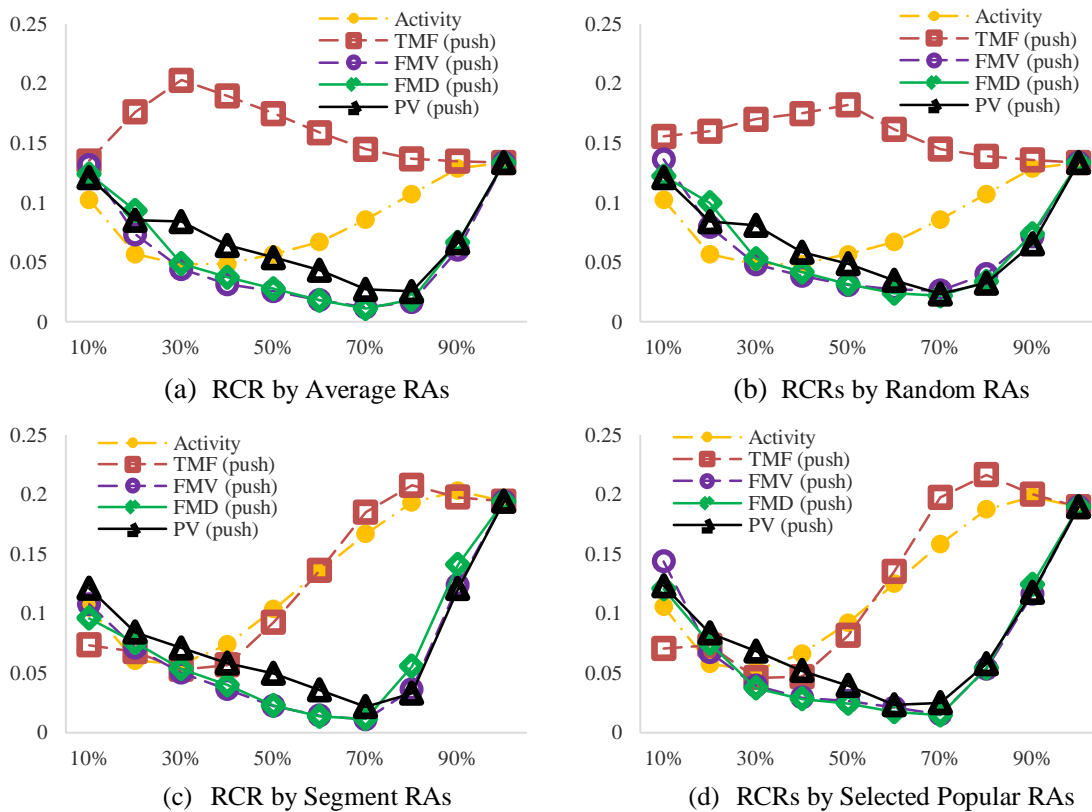 0.25
0.2
0.15
0.1
0.05
0
10%
30%
50%
70%
90%
Activity
TMF (push)
FMV (push)
FMD (push)
PV (push)
(a) RCR by Average RAs
0.25
0.2
0.15
0.1
0.05
0
10%
30%
50%
70%
90%
Activity
TMF (push)
FMV (push)
FMD (push)
PV (push)
(b) RCRs by Random RAs
0.25
0.2
0.15
0.1
0.05
0
10%
30%
50%
70%
90%
Activity
TMF (push)
FMV (push)
FMD (push)
PV (push)
(c) RCR by Segment RAs
0.25
0.2
0.15
0.1
0.05
0
10%
30%
50%
70%
90%
Activity
TMF (push)
FMV (push)
FMD (push)
PV (push)
(d) RCRs by Selected Popular RAs